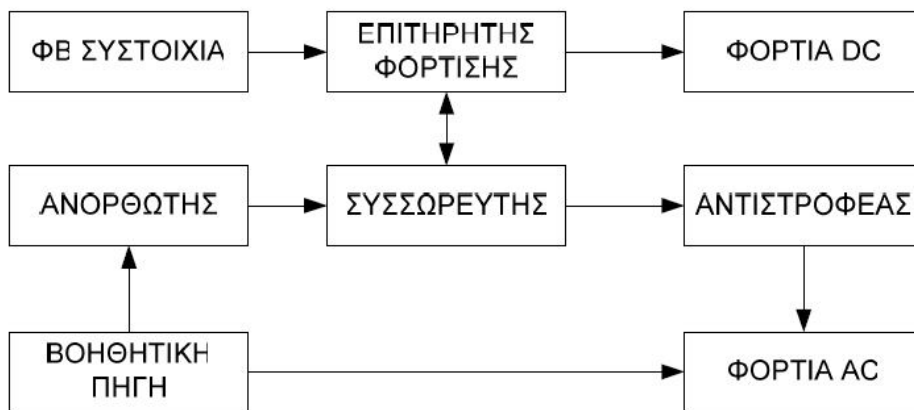 ΦΒ ΣΥΣΤΟΙΧΙΑ
ΕΠΙΤΗΡΗΤΗΣ
ΦΟΡΤΙΣΗΣ
ΦΟΡΤΙΑ DC
ΑΝΟΡΘΩΤΗΣ
ΣΥΣΣΩΡΕΥΤΗΣ
ΑΝΤΙΣΤΡΟΦΕΑΣ
ΒΟΗΘΗΤΙΚΗ
ΠΗΓΗ
ΦΟΡΤΙΑ AC